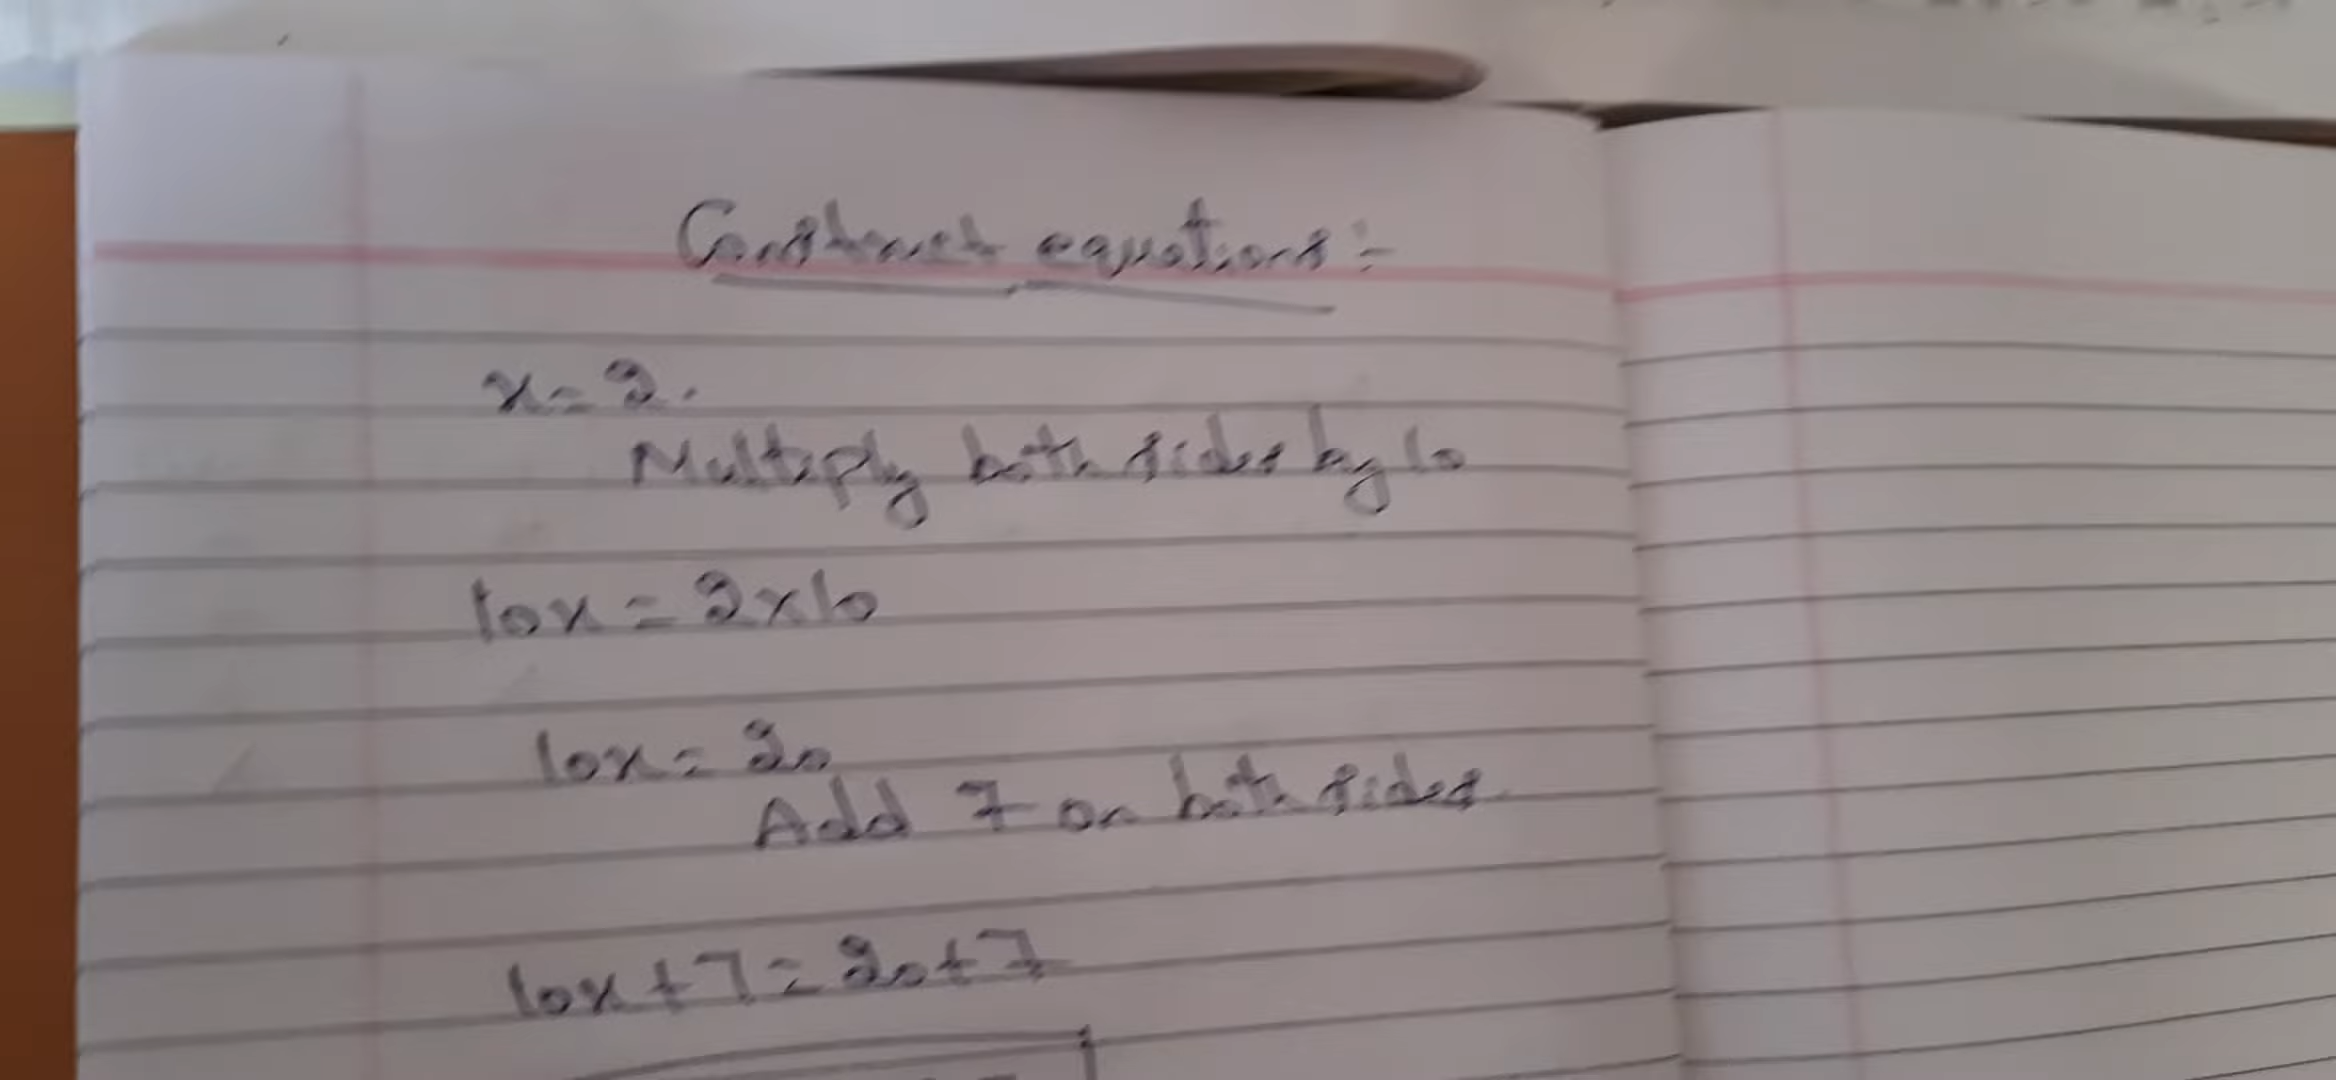 Construct equations :-
x = 2.
Multiply both sides by 10
10x = 2x10
10x = 20
Add 7 on both sides.
10x + 7 = 20 + 7